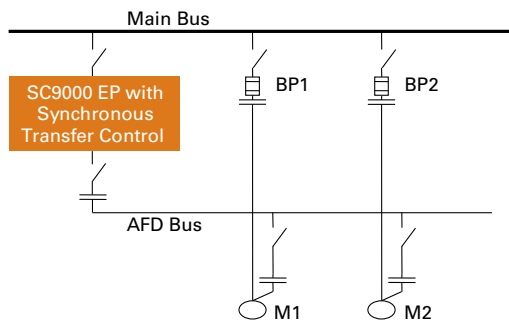 Main Bus
SC9000 EP with
Synchronous
Transfer Control
BP1
BP2
AFD Bus
M1
M2